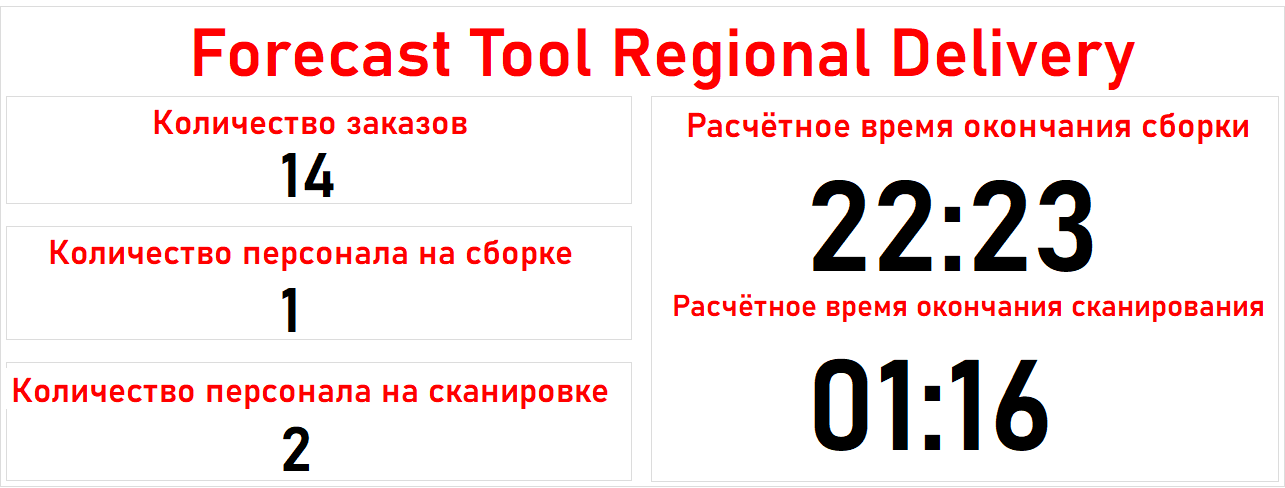 Forecast Tool Regional Delivery
Количество заказов
14
Количество персонала на сборке
1
Количество персонала на сканировке
2
Расчётное время окончания сборки
22:23
Расчётное время окончания сканирования
01:16